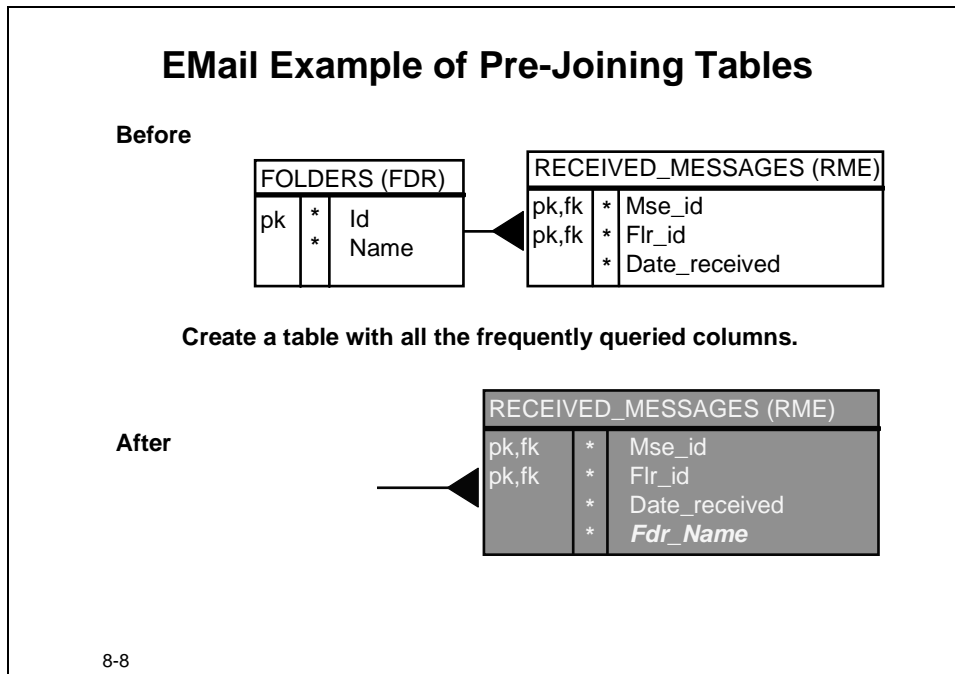 EMail Example of Pre-Joining Tables
Before
FOLDERS (FDR)
pk * Id
* Name
RECEIVED_MESSAGES (RME)
pk,fk * Mse_id
pk,fk * Flr_id
* Date_received
Create a table with all the frequently queried columns.
After
RECEIVED_MESSAGES (RME)
pk,fk * Mse_id
pk,fk * Flr_id
* Date_received
* Fdr_Name
8-8